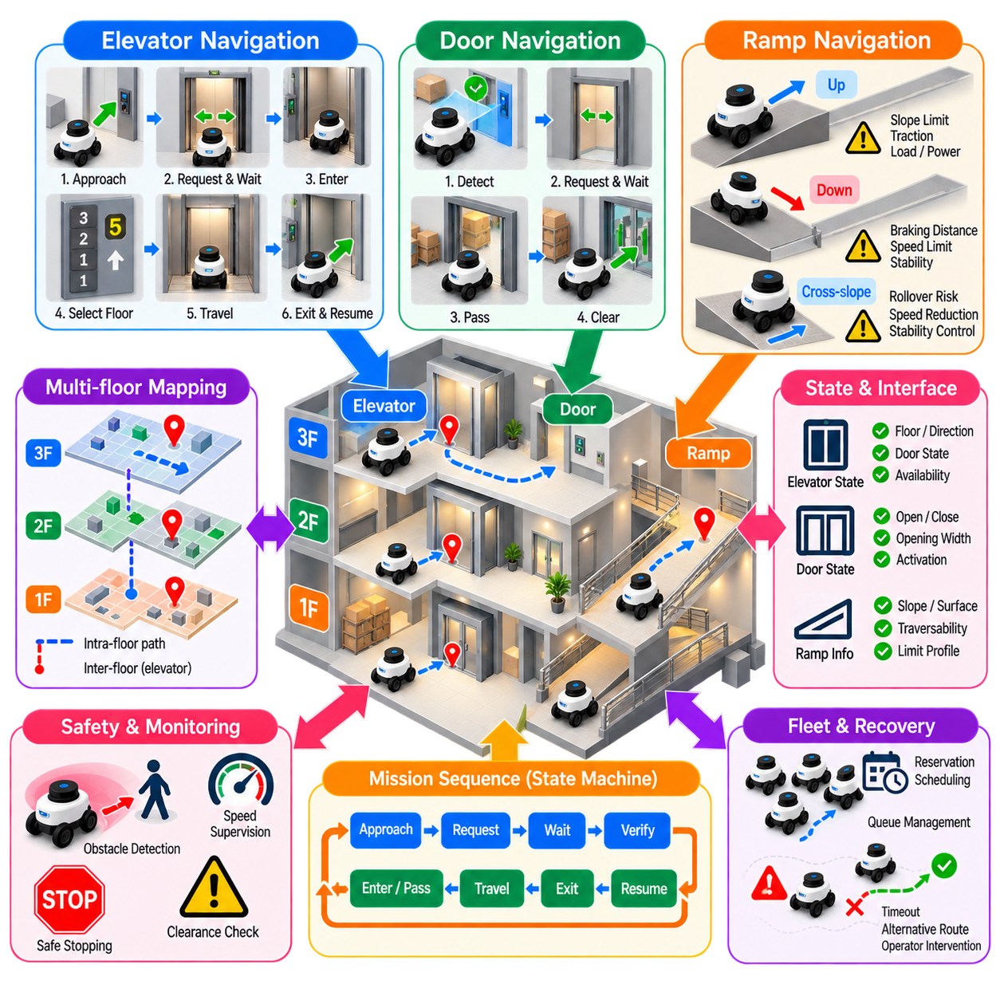 Elevator Navigation
1. Approach
2. Request & Wait
3. Enter
3
2
1
1
5
4. Select Floor
5. Travel
6. Exit & Resume
Door Navigation
1. Detect
2. Request & Wait
3. Pass
4. Clear
Ramp Navigation
Up
Slope Limit
Traction
Load / Power
Down
Braking Distance
Speed Limit
Stability
Cross-slope
Rollover Risk
Speed Reduction
Stability Control
Multi-floor Mapping
3F
2F
1F
Intra-floor path
Inter-floor (elevator)
Elevator
Door
Ramp
3F
2F
1F
State & Interface
Elevator State
Floor / Direction
Door State
Availability
Door State
Open / Close
Opening Width
Activation
Ramp Info
Slope / Surface
Traversability
Limit Profile
Safety & Monitoring
Obstacle Detection
Speed
Supervision
STOP
Safe Stopping
Clearance Check
Mission Sequence (State Machine)
Approach
Request
Wait
Verify
Enter / Pass
Travel
Exit
Resume
Fleet & Recovery
Reservation
Scheduling
Queue Management
Timeout
Alternative Route
Operator Intervention